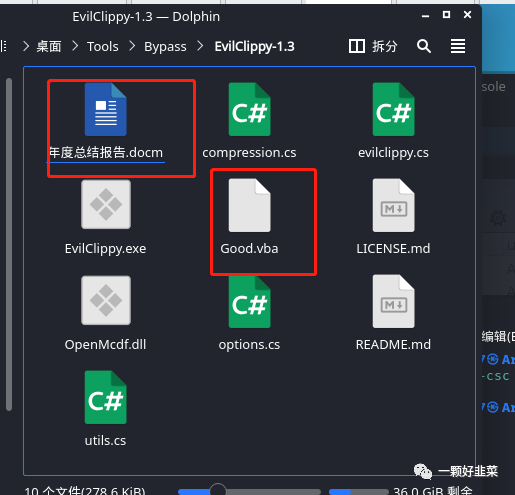 EvilClippy-1.3 — Dolphin
桌面 > Tools > Bypass > EvilClippy-1.3 拆分
sole
年度总结报告.docm compression.cs evilclippy.cs
C# C#
EvilClippy.exe Good.vba LICENSE.md
M
OpenMcdf.dll options.cs README.md
C# M
编辑(E
-csc
C#
utils.cs
一颗好韭菜
10 个文件(278.6 KiB) 36.0 GiB 剩余